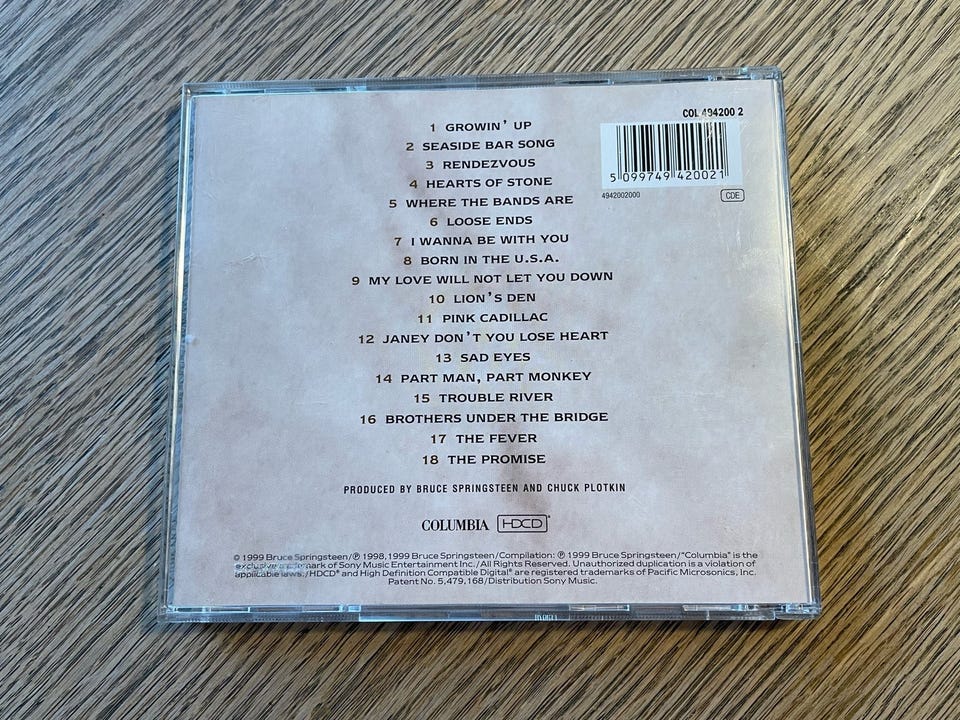 COL 494200 2
5 099749 420021
4942002000
CDE
1 GROWIN' UP
2 SEASIDE BAR SONG
3 RENDEZVOUS
4 HEARTS OF STONE
5 WHERE THE BANDS ARE
6 LOOSE ENDS
7 I WANNA BE WITH YOU
8 BORN IN THE U.S.A.
9 MY LOVE WILL NOT LET YOU DOWN
10 LION'S DEN
11 PINK CADILLAC
12 JANEY DON'T YOU LOSE HEART
13 SAD EYES
14 PART MAN, PART MONKEY
15 TROUBLE RIVER
16 BROTHERS UNDER THE BRIDGE
17 THE FEVER
18 THE PROMISE
PRODUCED BY BRUCE SPRINGSTEEN AND CHUCK PLOTKIN
COLUMBIA HDCD®
© 1999 Bruce Springsteen/℗ 1998, 1999 Bruce Springsteen/Compilation: ℗ 1999 Bruce Springsteen/"Columbia" is the
exclusive trademark of Sony Music Entertainment Inc./All Rights Reserved. Unauthorized duplication is a violation of
applicable laws./HDCD® and High Definition Compatible Digital® are registered trademarks of Pacific Microsonics, Inc.
Patent No. 5,479,168/Distribution Sony Music.